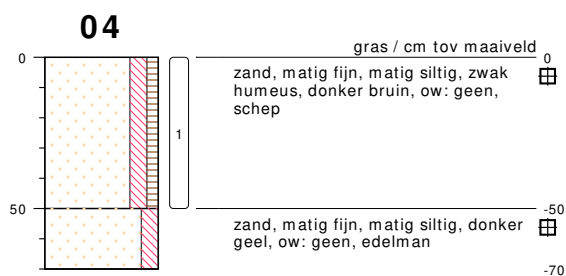 04
gras / cm tov maaiveld
0
0
zand, matig fijn, matig siltig, zwak
humeus, donker bruin, ow: geen,
schep
1
50
-50
zand, matig fijn, matig siltig, donker
geel, ow: geen, edelman
-70